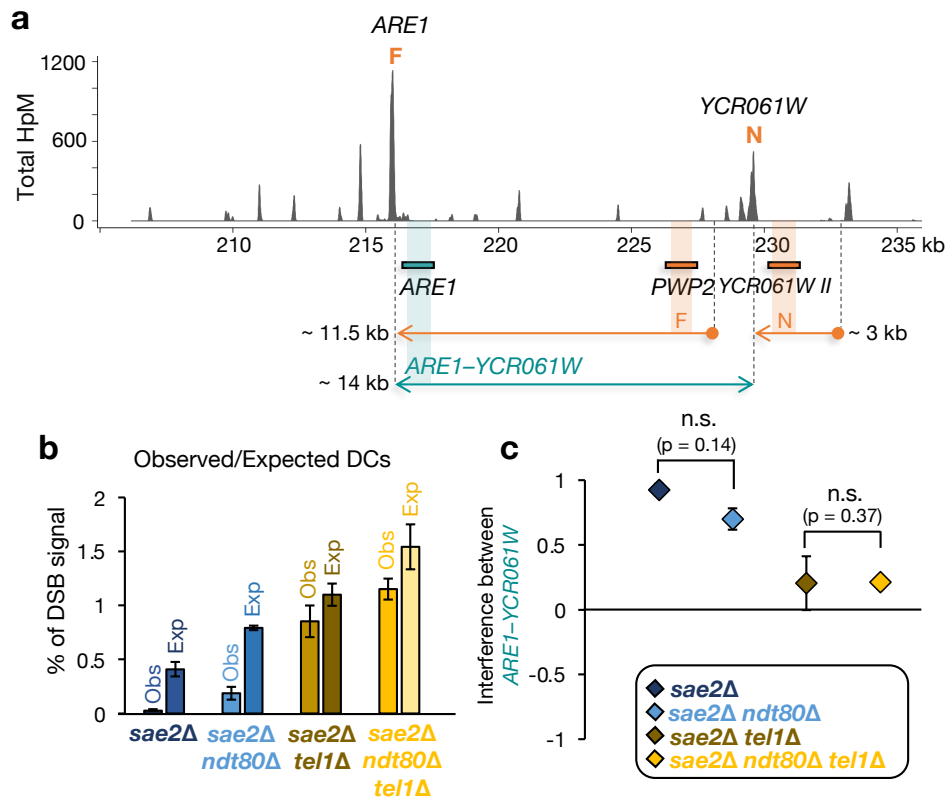 a
ARE1
F
1200
600
0
Total HpM
YCR061W
N
210 215 220 225 230 235 kb
ARE1 PWP2 YCR061W II
F N
~ 11.5 kb ~ 3 kb
ARE1–YCR061W
~ 14 kb
b
Observed/Expected DCs
2
1.5
1
0.5
0
% of DSB signal
Obs Exp Obs Exp Obs Exp Obs Exp
sae2Δ sae2Δ sae2Δ sae2Δ
ndt80Δ tel1Δ ndt80Δ
tel1Δ
c
n.s.
(p = 0.14)
n.s.
(p = 0.37)
1
0.5
0
-0.5
-1
Interference between
ARE1–YCR061W
sae2Δ
sae2Δ ndt80Δ
sae2Δ tel1Δ
sae2Δ ndt80Δ tel1Δ